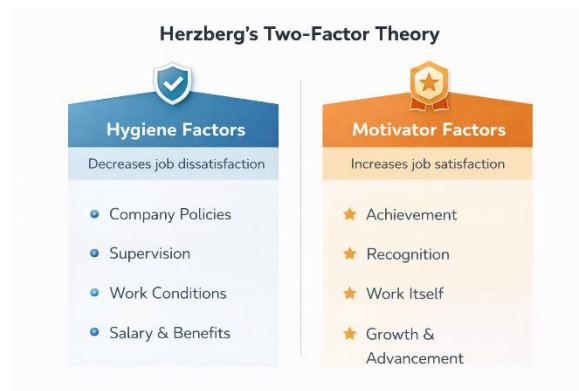 Herzberg's Two-Factor Theory
Hygiene Factors
Decreases job dissatisfaction
Company Policies
Supervision
Work Conditions
Salary & Benefits
Motivator Factors
Increases job satisfaction
Achievement
Recognition
Work Itself
Growth &
Advancement